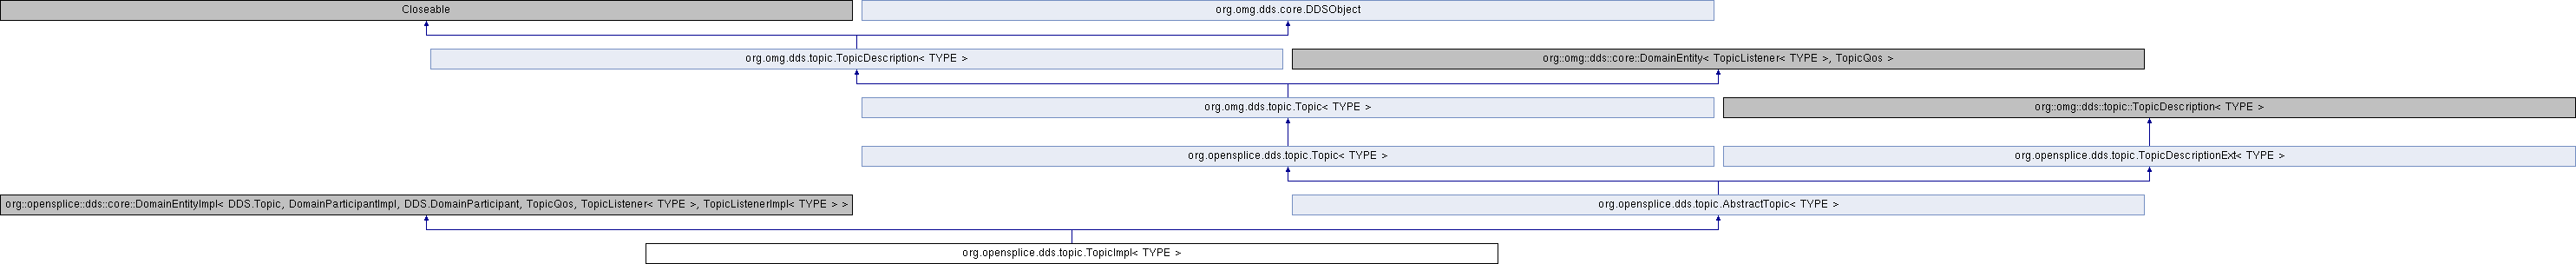 Closeable
org.omg.dds.core.DDSObject
org.omg.dds.topic.TopicDescription< TYPE >
org::omg::dds::core::DomainEntity< TopicListener< TYPE >, TopicQos >
org.omg.dds.topic.Topic< TYPE >
org::omg::dds::topic::TopicDescription< TYPE >
org.opensplice.dds.topic.Topic< TYPE >
org.opensplice.dds.topic.TopicDescriptionExt< TYPE >
org::opensplice::dds::core::DomainEntityImpl< DDS.Topic, DomainParticipantImpl, DDS.DomainParticipant, TopicQos, TopicListener< TYPE >, TopicListenerImpl< TYPE > >
org.opensplice.dds.topic.AbstractTopic< TYPE >
org.opensplice.dds.topic.TopicImpl< TYPE >